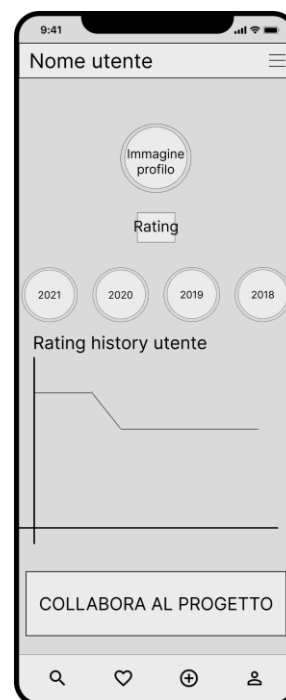 9:41
Nome utente
Immagine
profilo
Rating
2021 2020 2019 2018
Rating history utente
COLLABORA AL PROGETTO